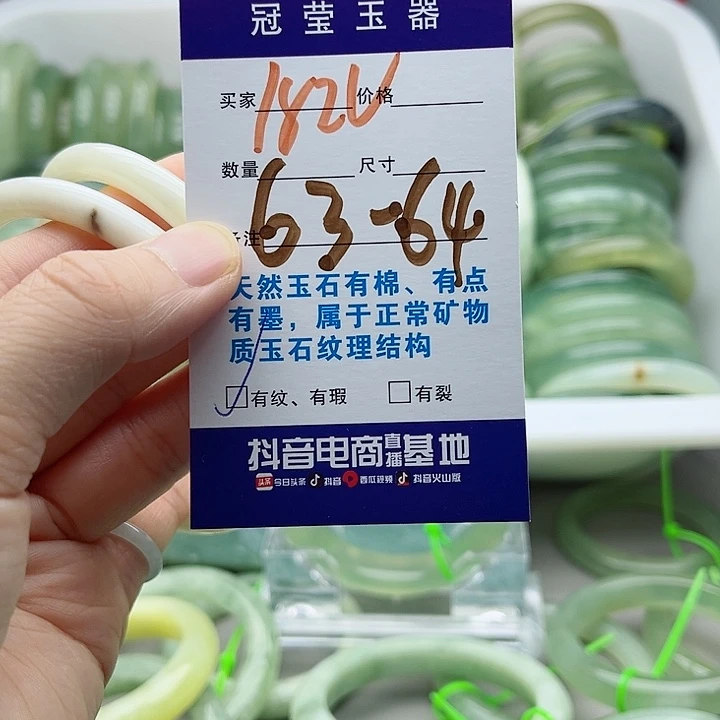 冠莹玉器
买家 182V 价格
数量 尺寸
备注 63-64
天然玉石有棉、有点
有墨，属于正常矿物
质玉石纹理结构
有纹、有瑕 有裂
抖音电商直播基地
头条 今日头条 抖音 西瓜视频 抖音火山版